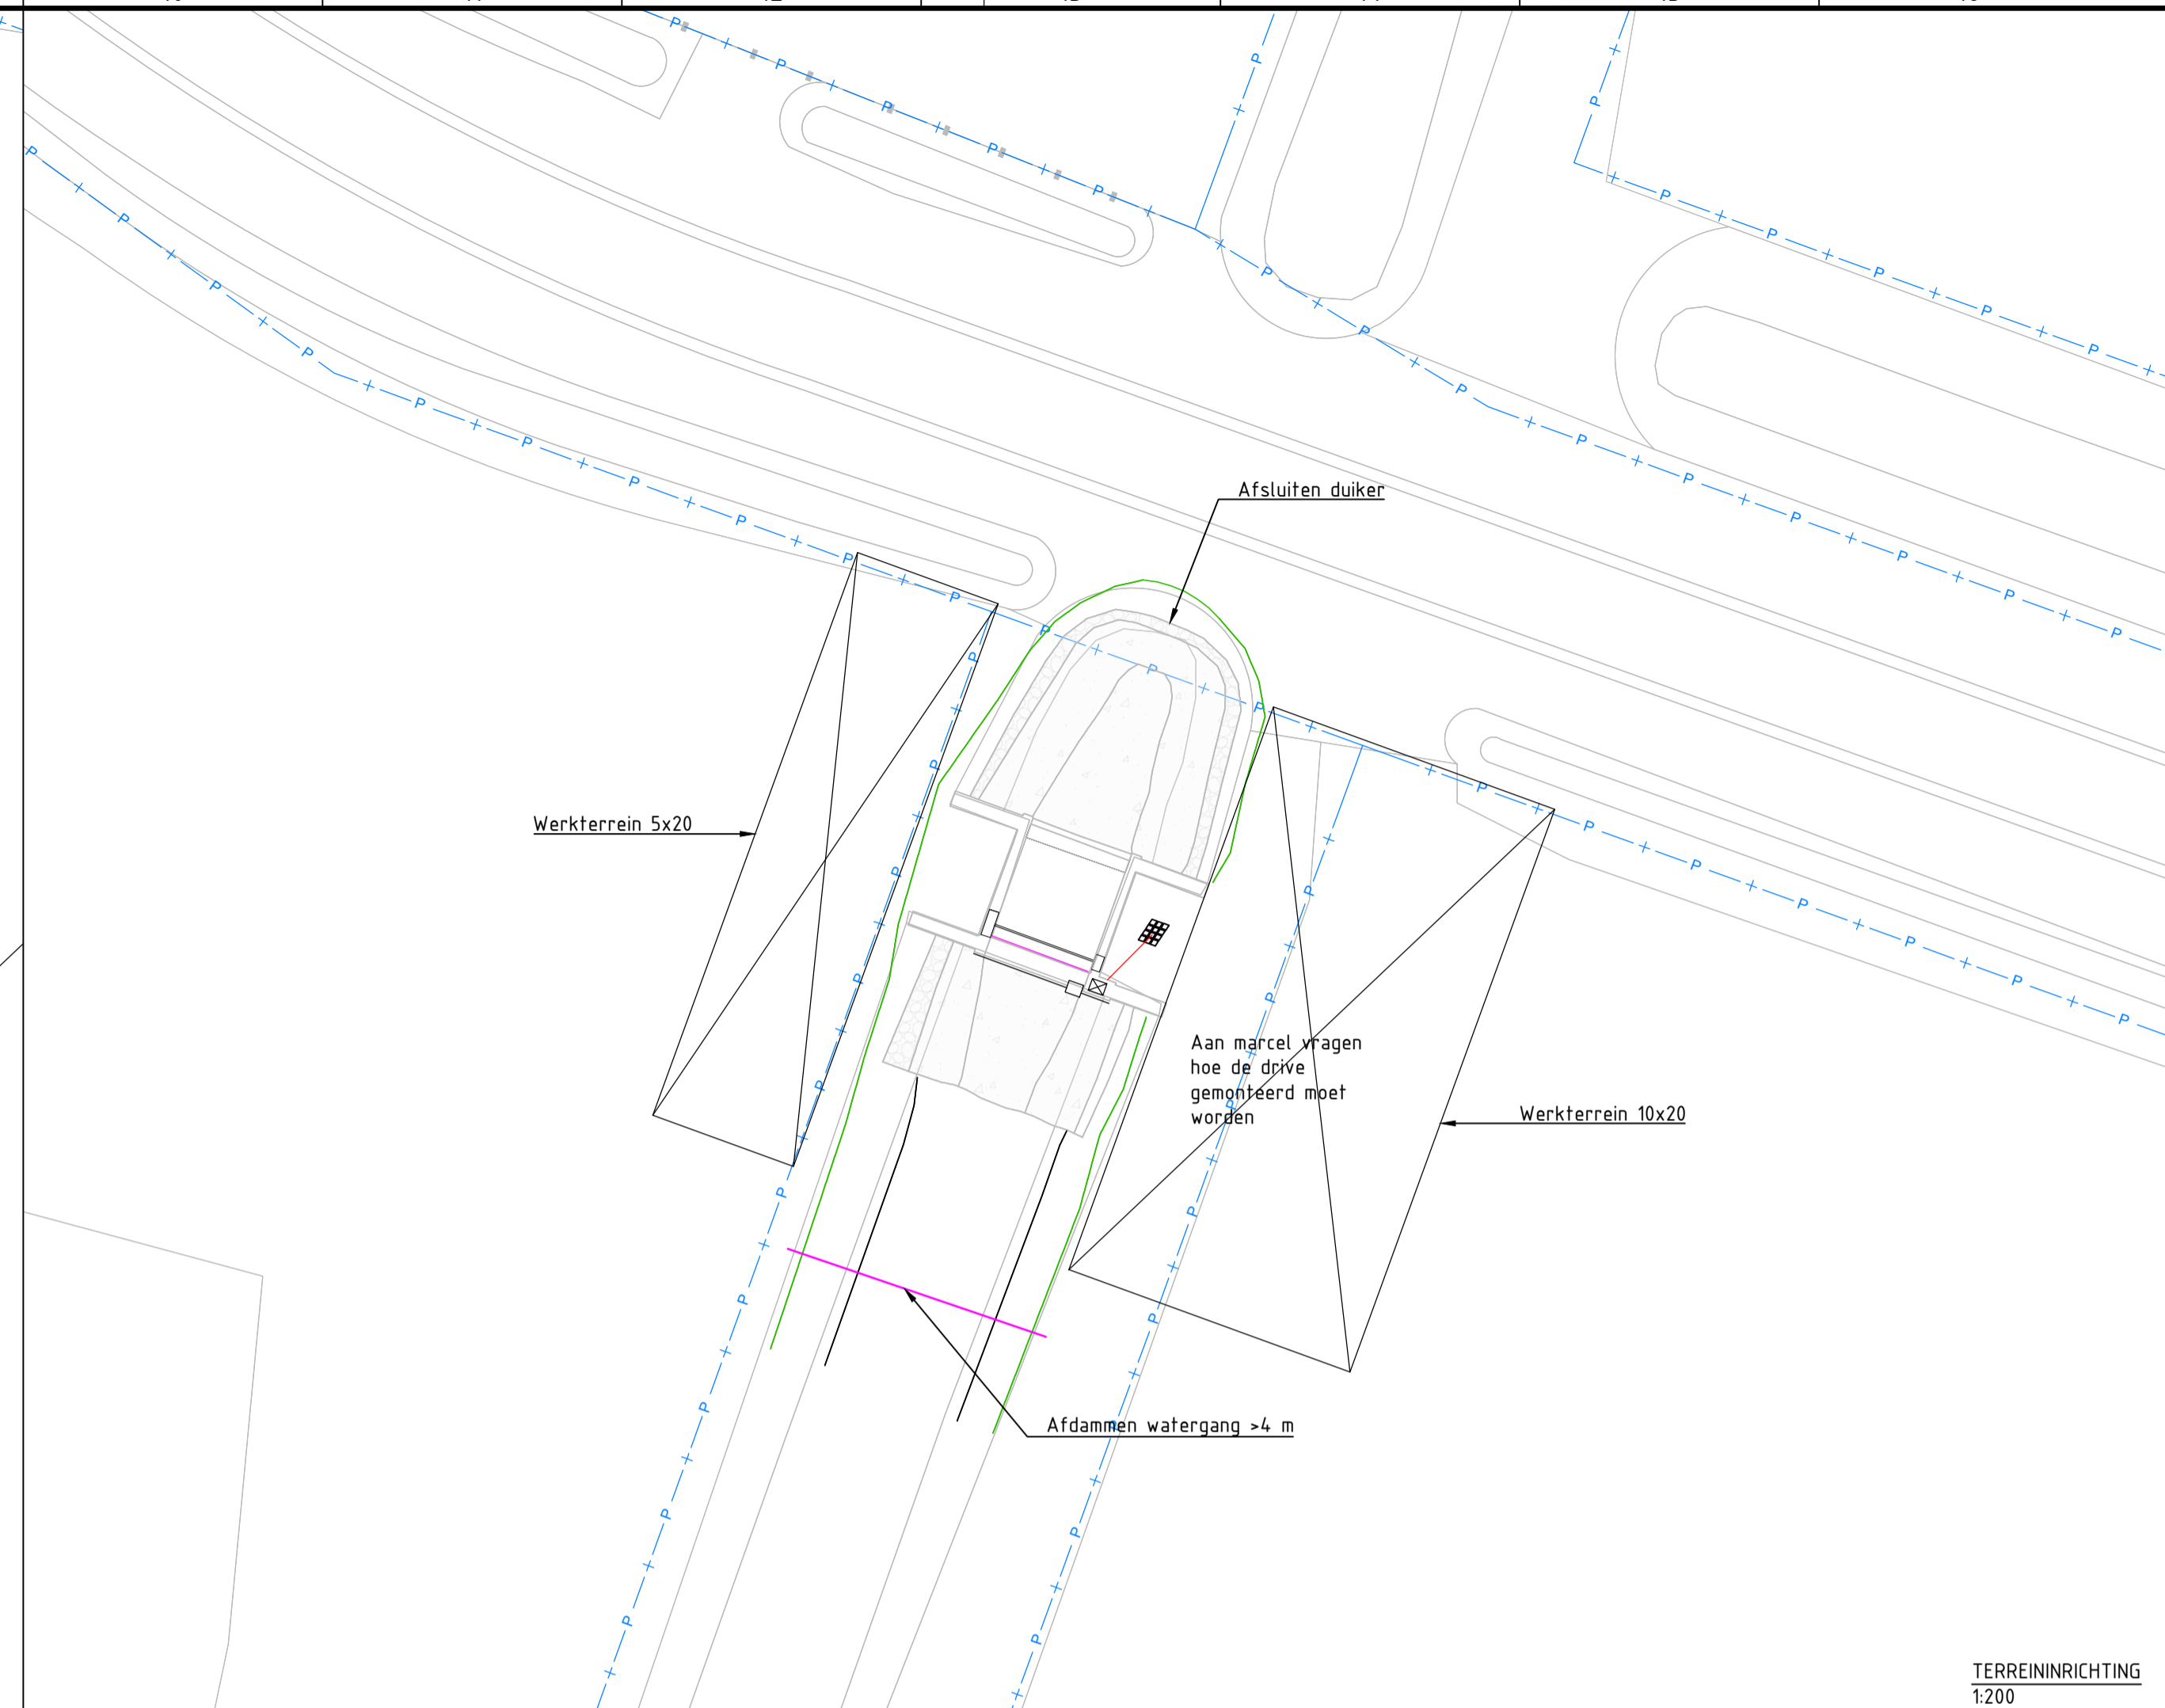 Afsluiten duiker
Werkterrein 5x20
Aan marcel vragen
hoe de drive
gemonteerd moet
worden
Werkterrein 10x20
Afdammen watergang >4 m
TERREININRICHTING
1:200